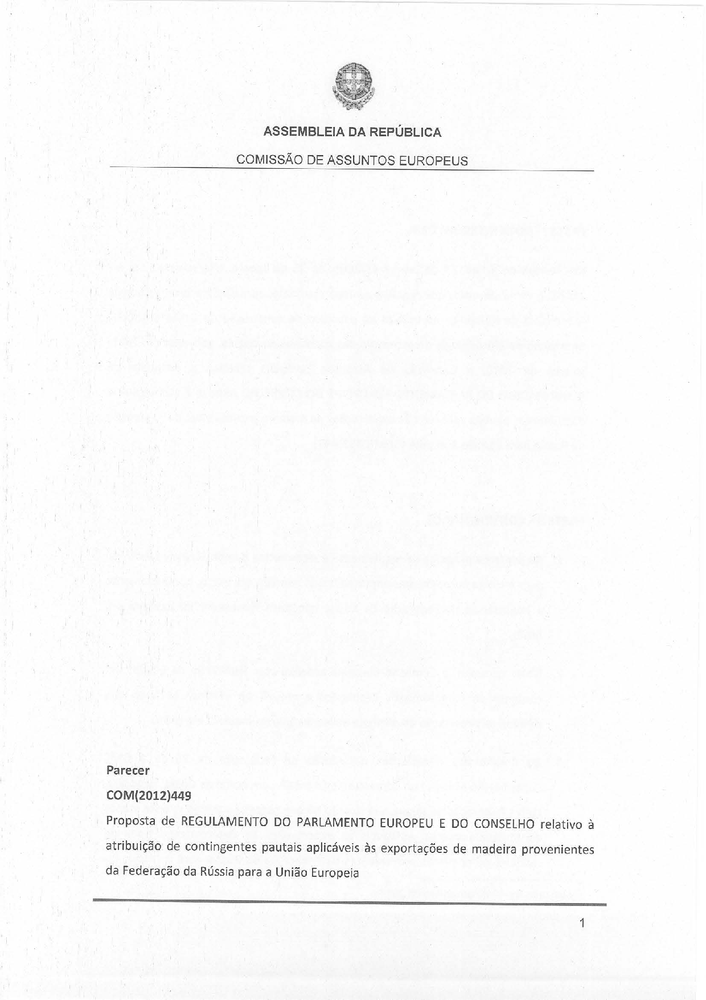 ASSEMBLEIA DA REPÚBLICA
COMISSÃO DE ASSUNTOS EUROPEUS
Parecer
COM(2012)449
Proposta de REGULAMENTO DO PARLAMENTO EUROPEU E DO CONSELHO relativo à
atribuição de contingentes pautais aplicáveis às exportações de madeira provenientes
da Federação da Rússia para a União Europeia
1